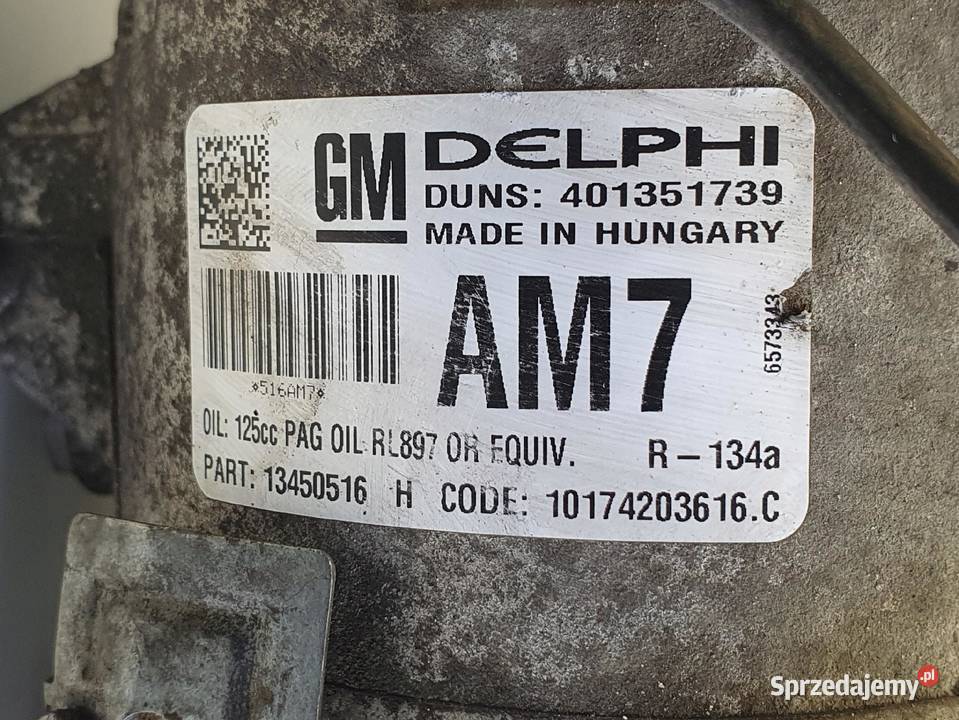 GM DELPHI
DUNS: 401351739
MADE IN HUNGARY
AM7
6573343
*516AM7*
OIL: 125cc PAG OIL RL897 OR EQUIV. R-134a
PART: 13450516 H CODE: 10174203616.C
Sprzedajemy.pl